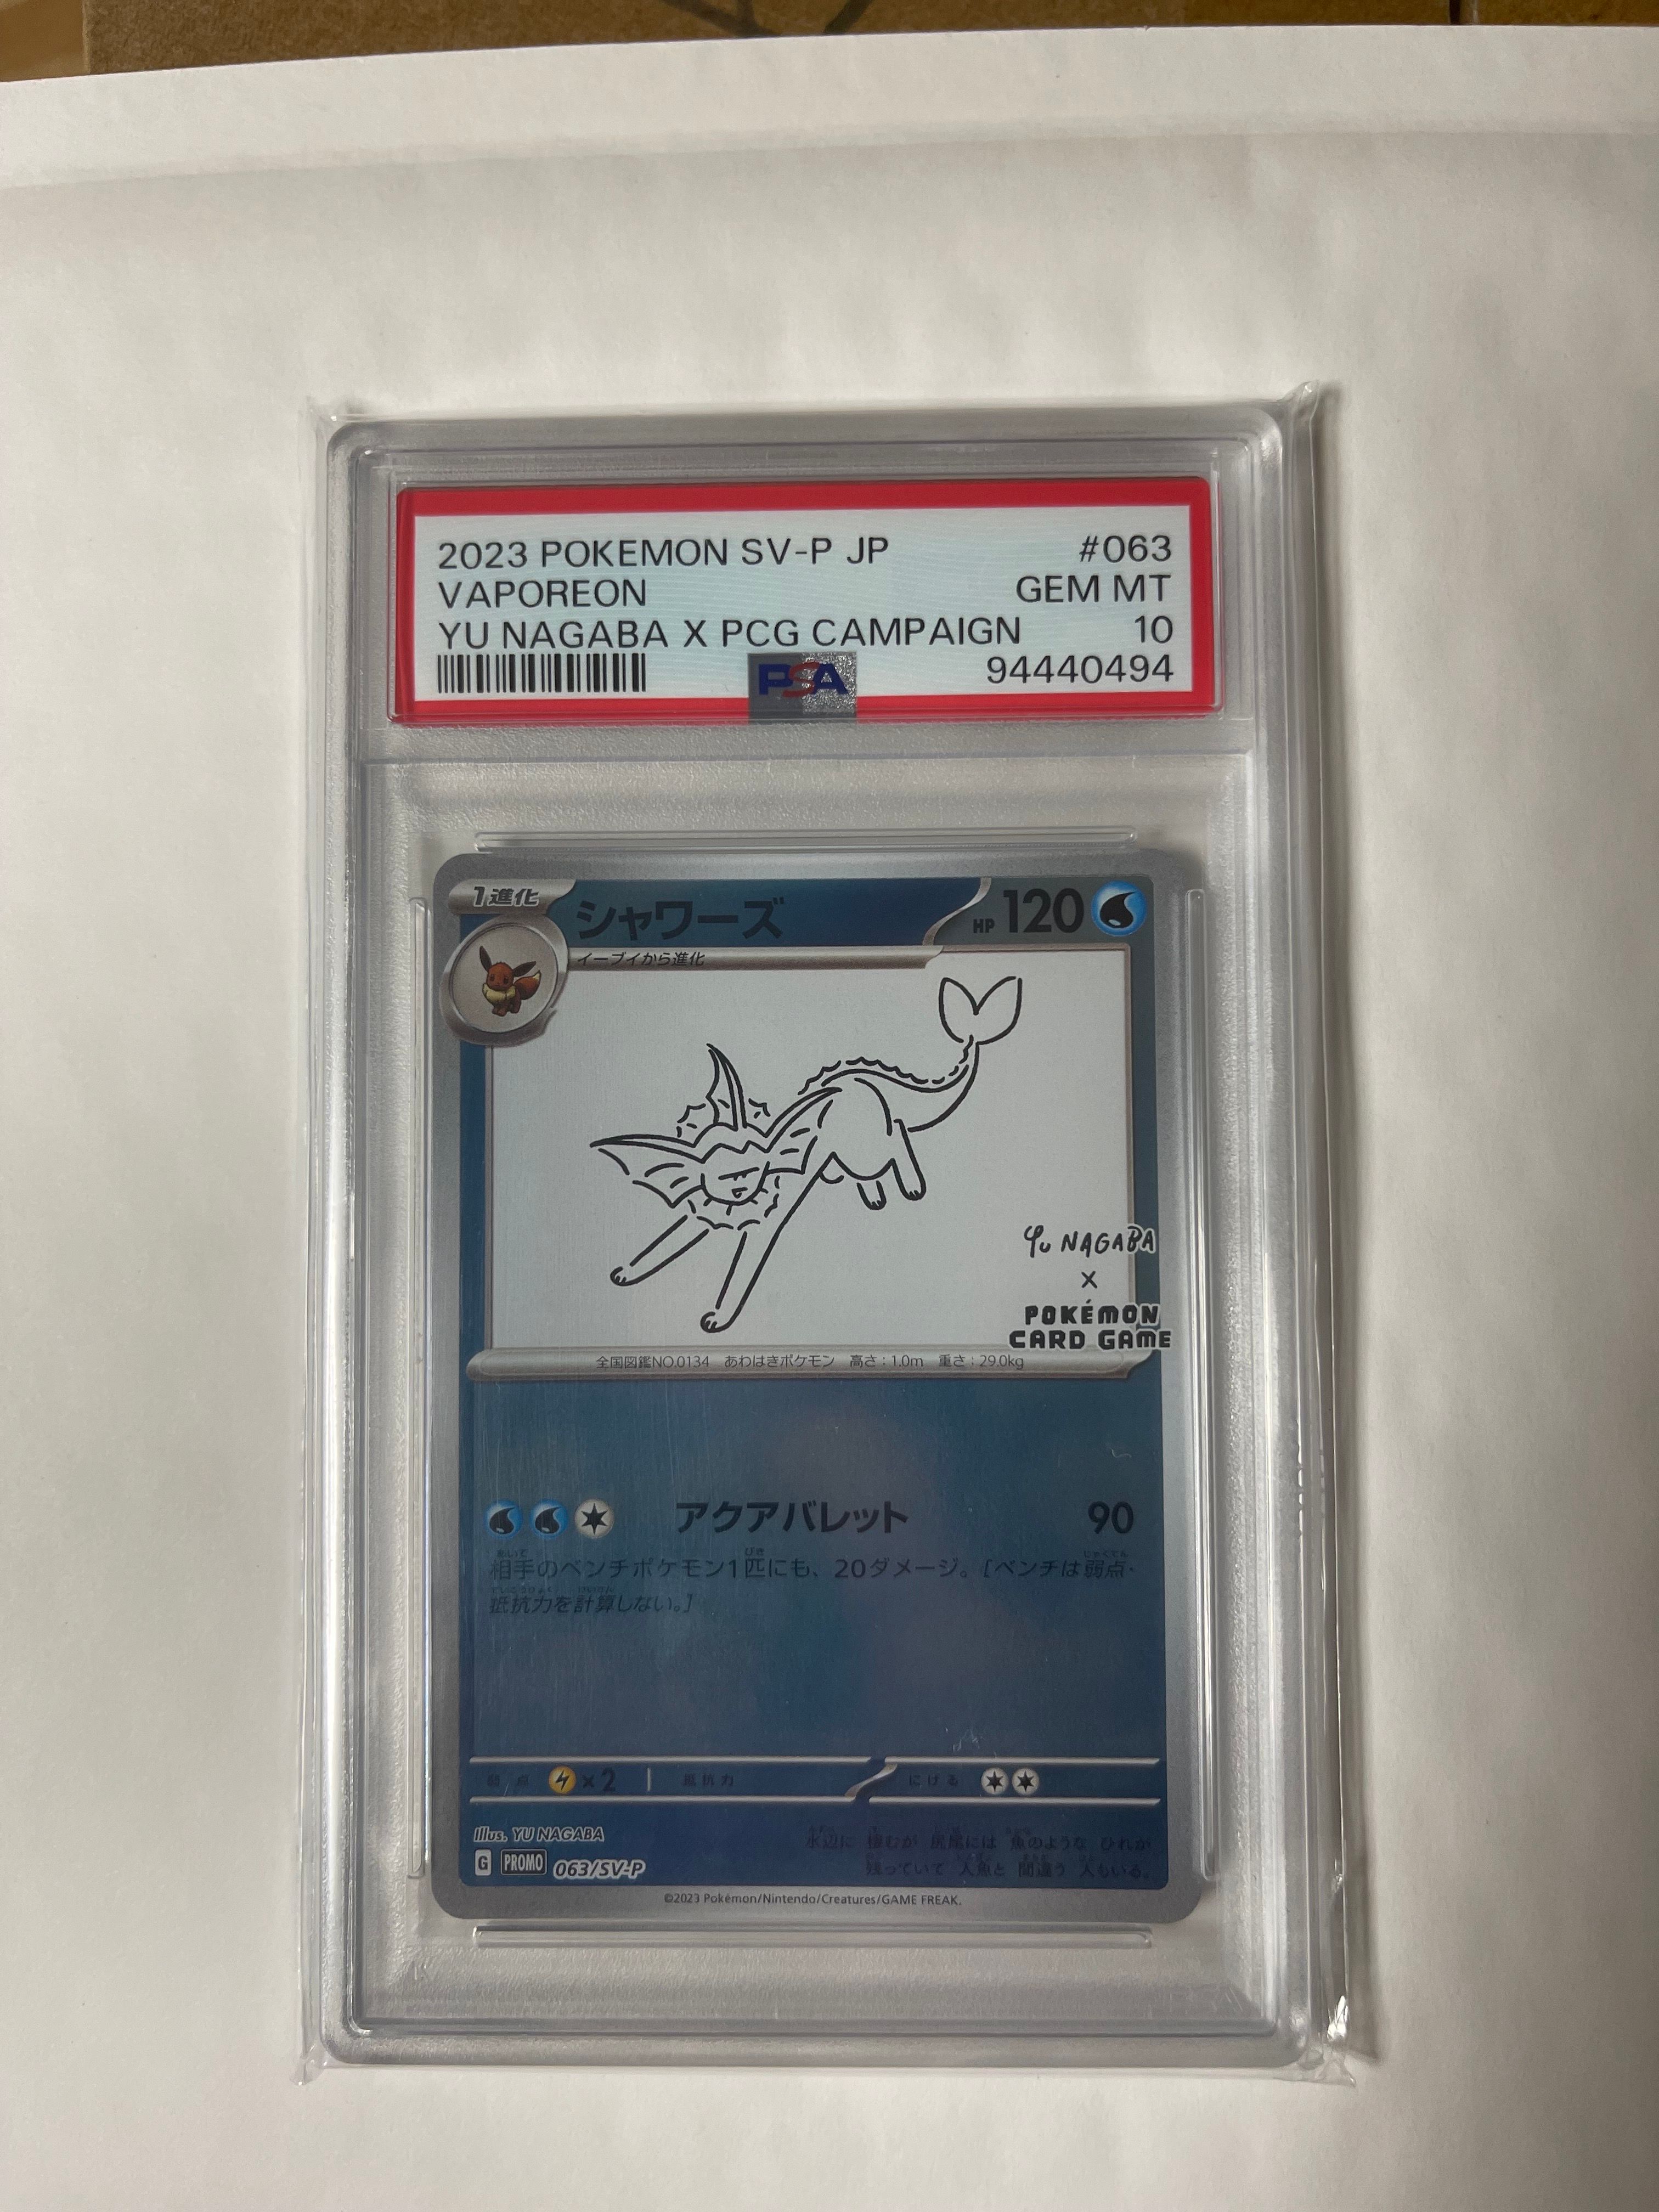 2023 POKEMON SV-P JP #063
VAPOREON GEM MT
YU NAGABA X PCG CAMPAIGN 10
PSA 94440494
1進化 シャワーズ HP 120
イーブイから進化
YU NAGABA
X
POKÉMON
CARD GAME
全国図鑑NO.0134 あわはきポケモン 高さ:1.0m 重さ:29.0kg
アクアバレット 90
相手のベンチポケモン1匹にも、20ダメージ。[ベンチは弱点・
抵抗力を計算しない。]
弱点 ×2 抵抗力 にげる
Illus. YU NAGABA
水辺に 棲むが 尻尾には 魚のような ひれが
G PROMO 063/SV-P
残っていて 人魚と 間違う 人もいる。
©2023 Pokémon/Nintendo/Creatures/GAME FREAK.